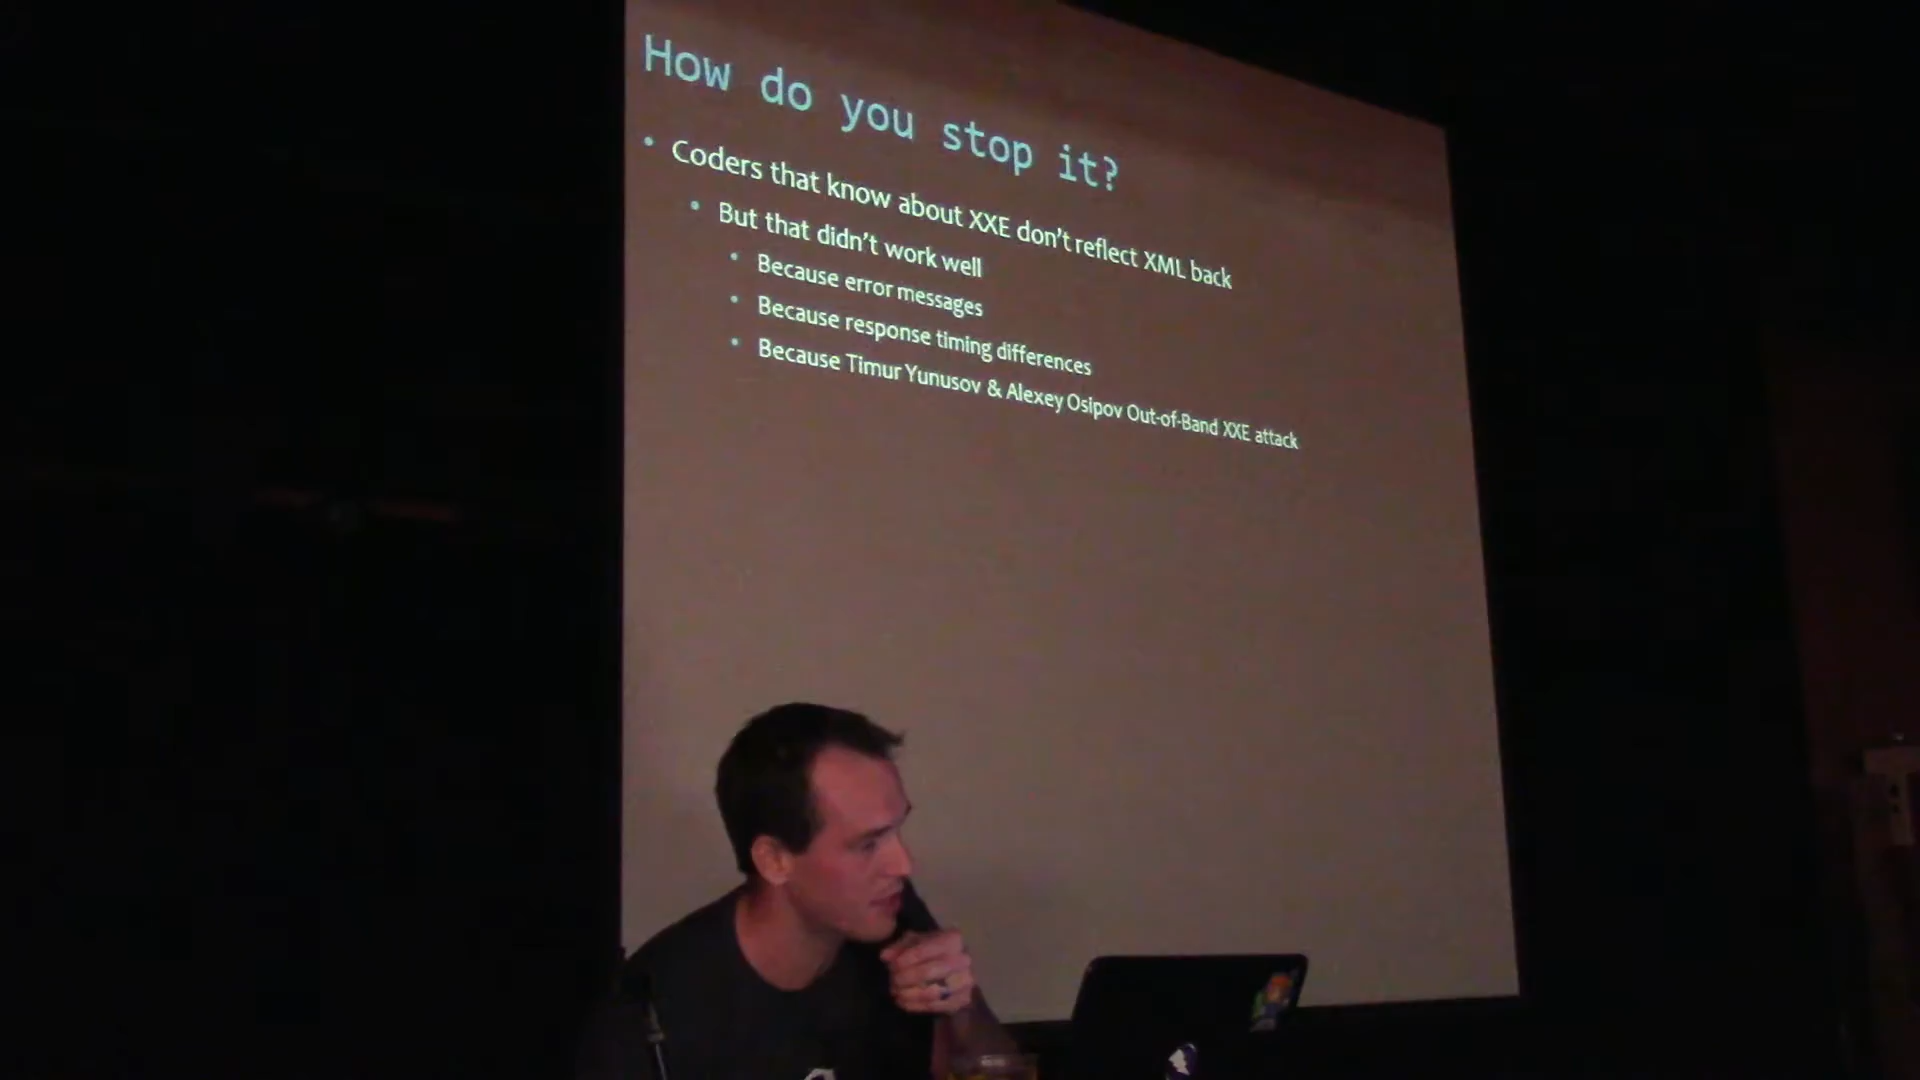 How do you stop it?
• Coders that know about XXE don't reflect XML back
• But that didn't work well
• Because error messages
• Because response timing differences
• Because Timur Yunusov & Alexey Osipov Out-of-Band XXE attack